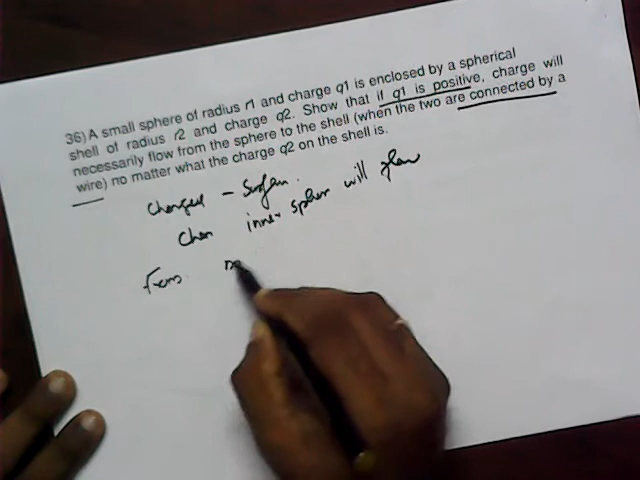 36) A small sphere of radius r1 and charge q1 is enclosed by a spherical
shell of radius r2 and charge q2. Show that if q1 is positive, charge will
necessarily flow from the sphere to the shell (when the two are connected by a
wire) no matter what the charge q2 on the shell is.
inner sphere will flow
from